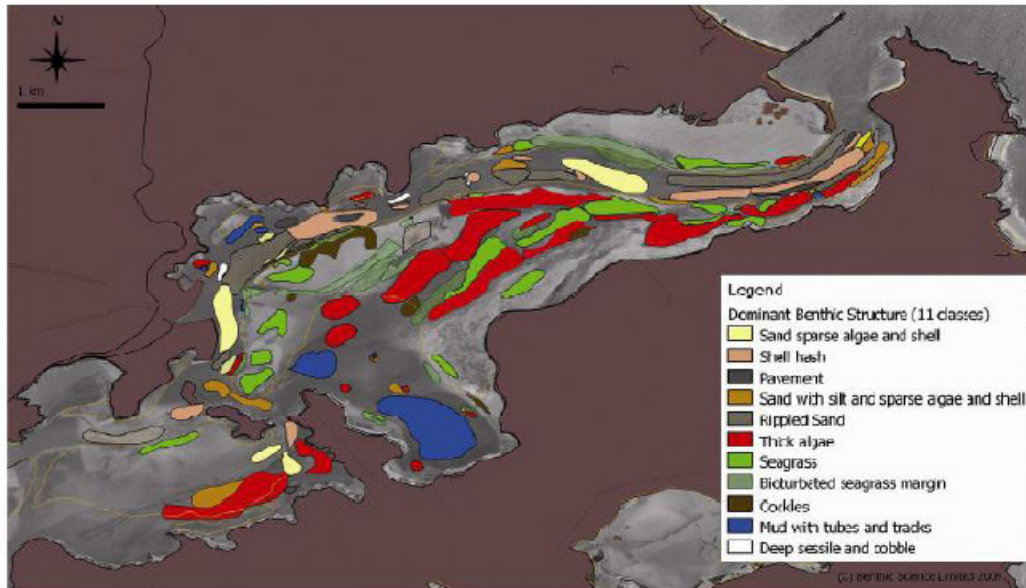 N
1 km
Legend
Dominant Benthic Structure (11 classes)
Sand sparse algae and shell
Shell hash
Pavement
Sand with silt and sparse algae and shell
Rippled Sand
Thick algae
Seagrass
Bioturbated seagrass margin
Cockles
Mud with tubes and tracks
Deep sessile and cobble
(C) Benthic Science Limited 2009